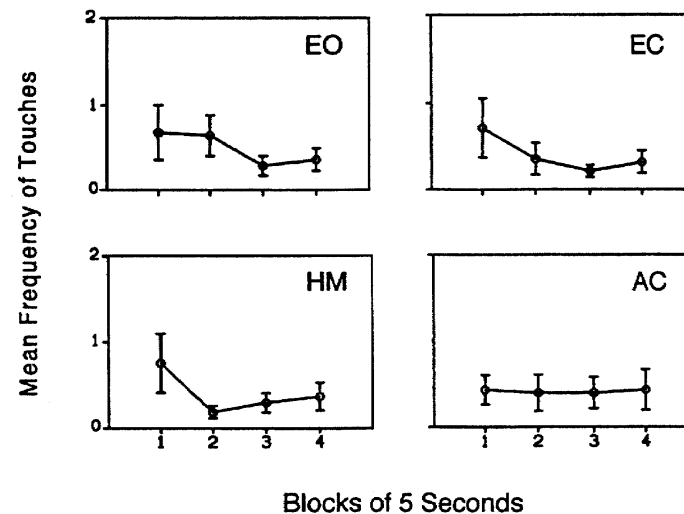 Mean Frequency of Touches
2
1
0
EO
EC
2
1
0
HM
AC
1 2 3 4
1 2 3 4
Blocks of 5 Seconds